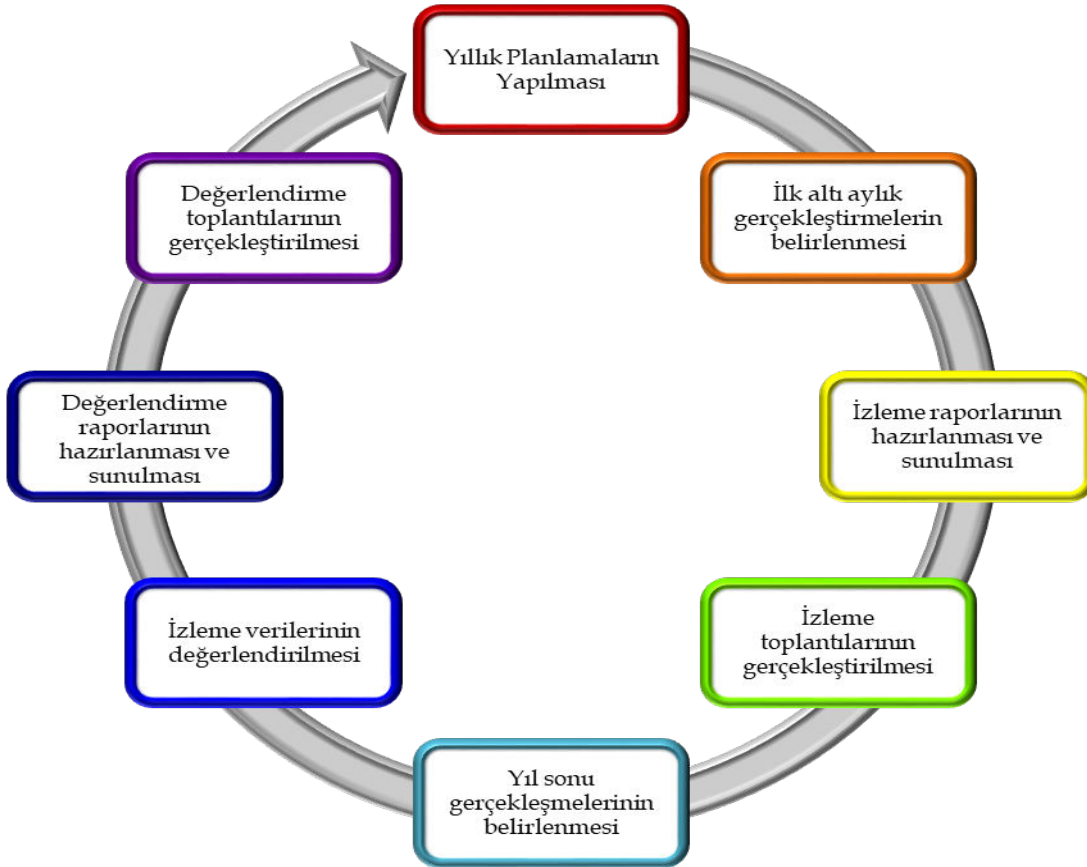 Yıllık Planlamaların
Yapılması
İlk altı aylık
gerçekleştirmelerin
belirlenmesi
İzleme raporlarının
hazırlanması ve
sunulması
İzleme
toplantılarının
gerçekleştirilmesi
Yıl sonu
gerçekleşmelerinin
belirlenmesi
İzleme verilerinin
değerlendirilmesi
Değerlendirme
raporlarının
hazırlanması ve
sunulması
Değerlendirme
toplantılarının
gerçekleştirilmesi